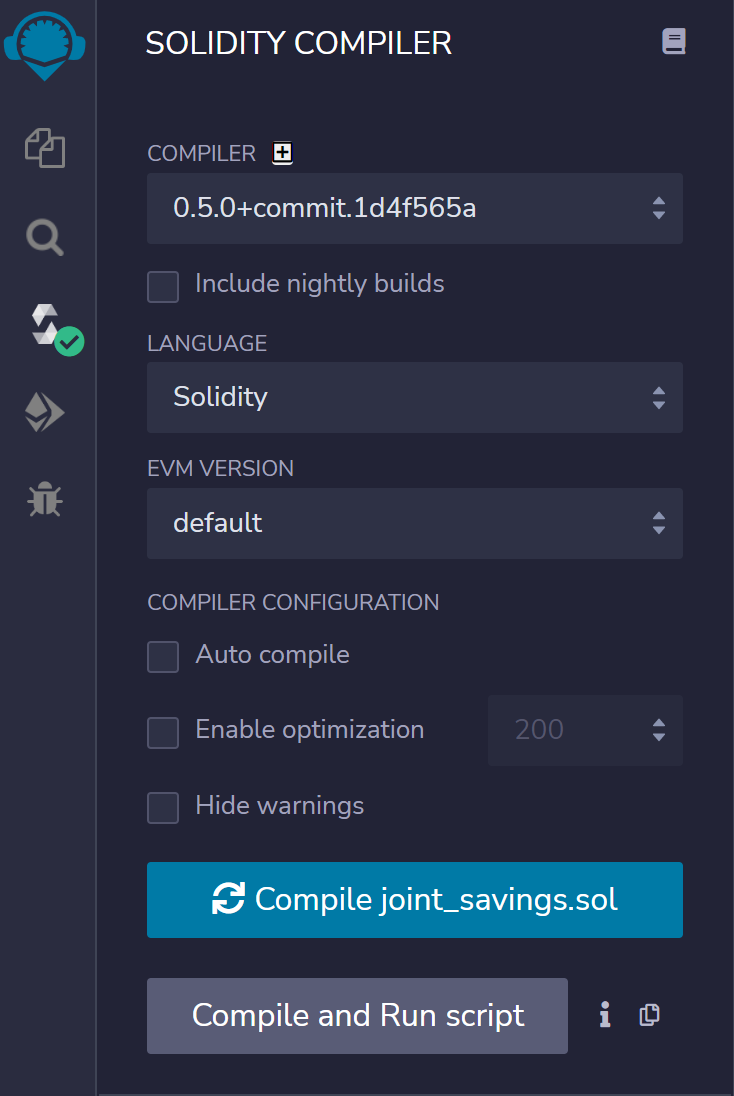 SOLIDITY COMPILER
COMPILER
0.5.0+commit.1d4f565a
Include nightly builds
LANGUAGE
Solidity
EVM VERSION
default
COMPILER CONFIGURATION
Auto compile
Enable optimization 200
Hide warnings
Compile joint_savings.sol
Compile and Run script